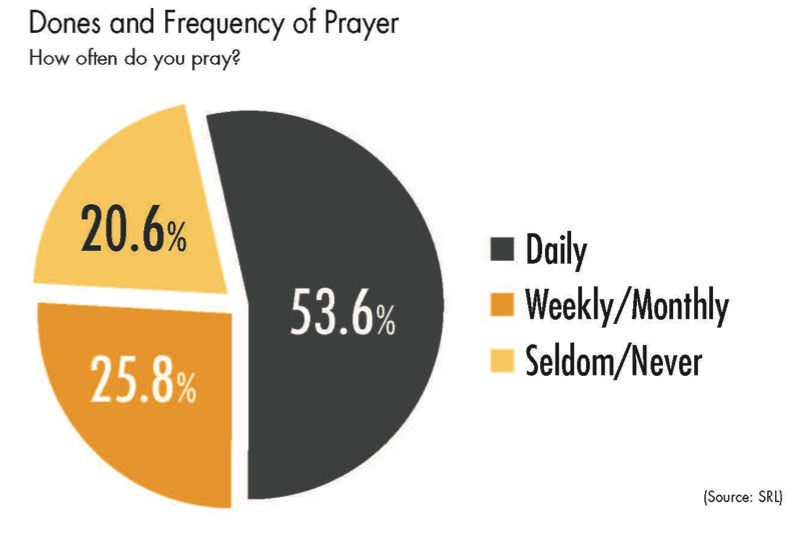 Dones and Frequency of Prayer
How often do you pray?
20.6%
53.6%
25.8%
Daily
Weekly/Monthly
Seldom/Never
(Source: SRL)